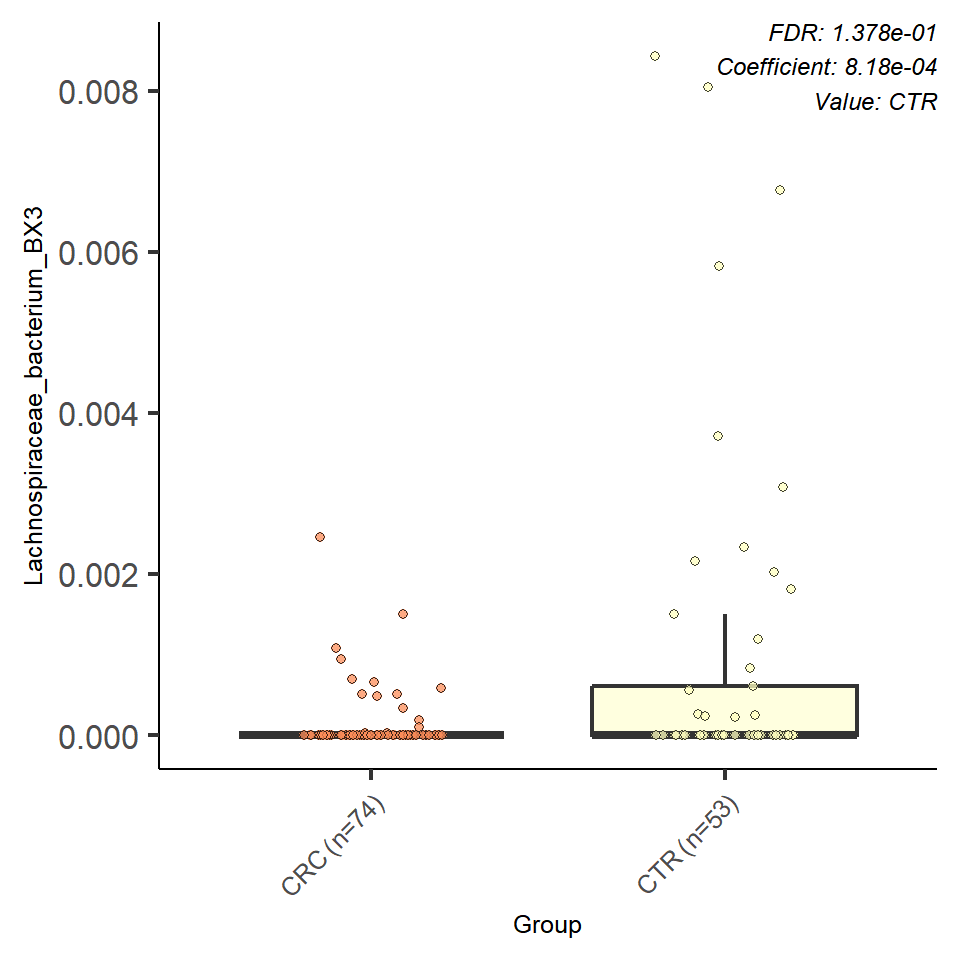 FDR: 1.378e-01
Coefficient: 8.18e-04
Value: CTR
Lachnospiraceae_bacterium_BX3
0.008
0.006
0.004
0.002
0.000
CRC (n=74)
CTR (n=53)
Group